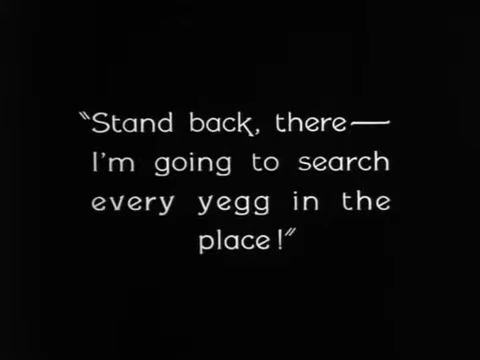 "Stand back, there—
I'm going to search
every yegg in the
place!"